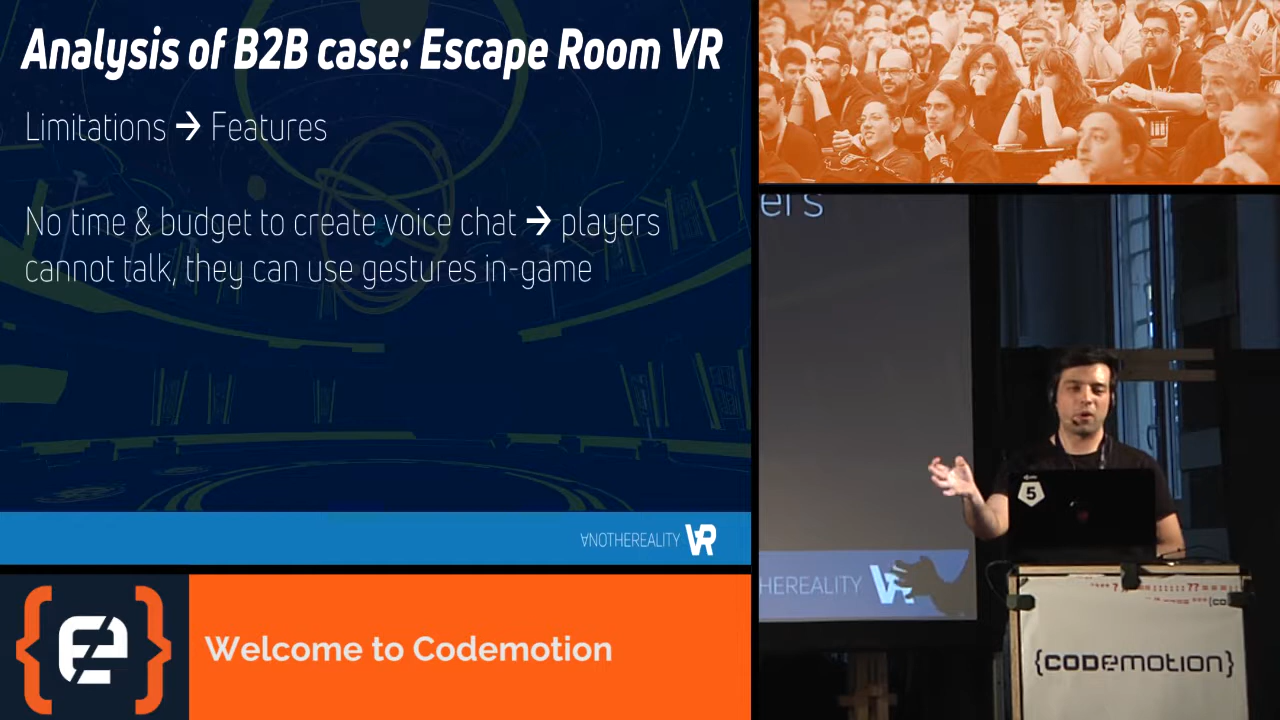 Analysis of B2B case: Escape Room VR
Limitations → Features
No time & budget to create voice chat → players
cannot talk, they can use gestures in-game
∀NOTHEREALITY VR
Welcome to Codemotion
ers
HEREALITY
5
{CODEMOTION}